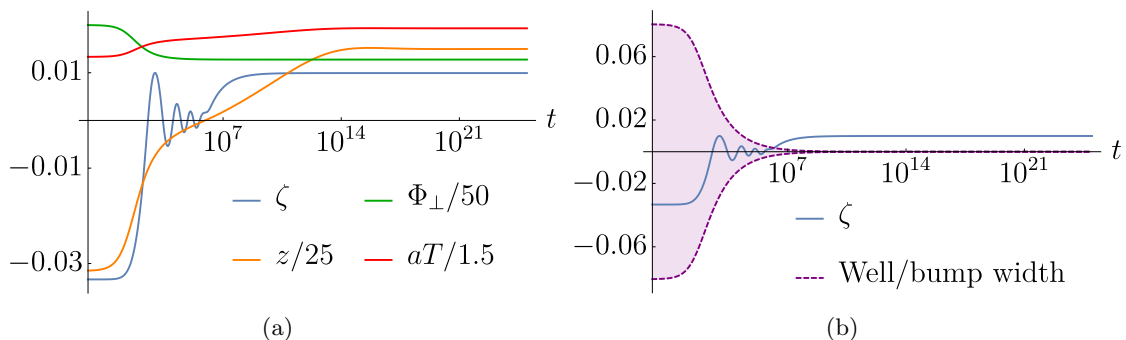 0.01
-0.01
-0.03
10^7
10^14
10^21
t
ζ
Φ⊥/50
z/25
aT/1.5
(a)
0.06
0.02
-0.02
-0.06
10^7
10^14
10^21
t
ζ
Well/bump width
(b)